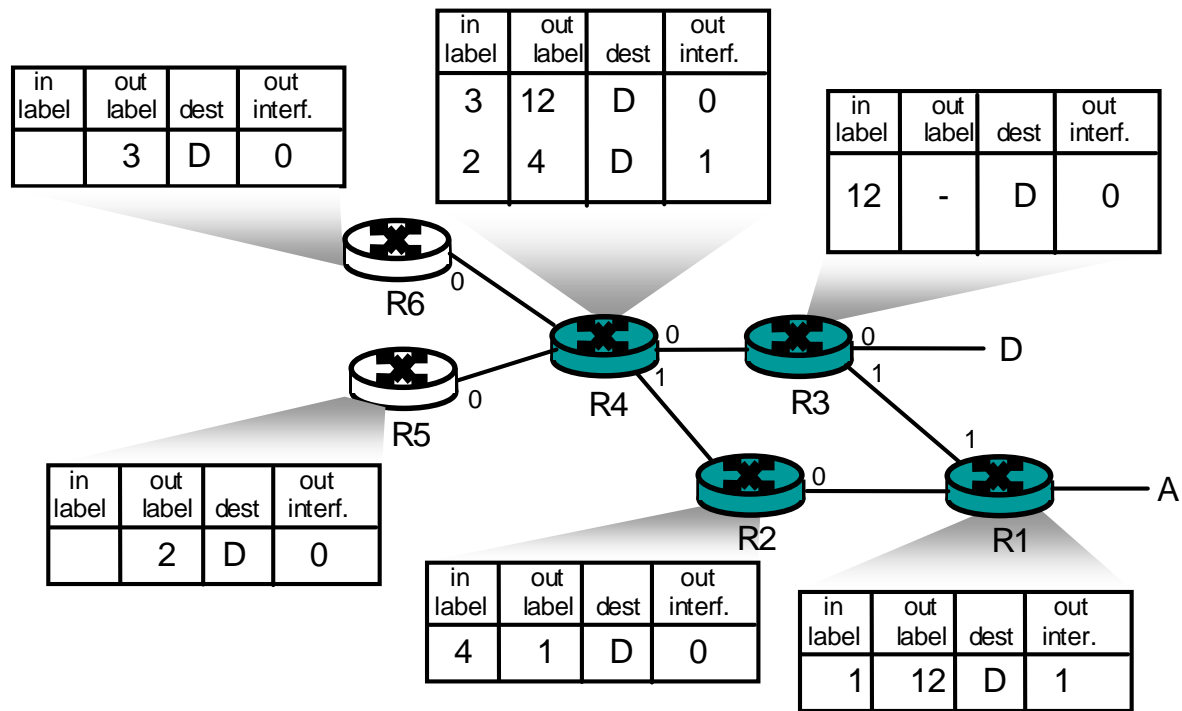 in out out
label label dest interf.
3 12 D 0
2 4 D 1
in out out
label label dest interf.
3 D 0
in out out
label label dest interf.
12 - D 0
0
R6
0
R5
0
1
R4
0
1
R3
D
0
R2
1
R1
A
in out out
label label dest interf.
2 D 0
in out out
label label dest interf.
4 1 D 0
in out out
label label dest inter.
1 12 D 1